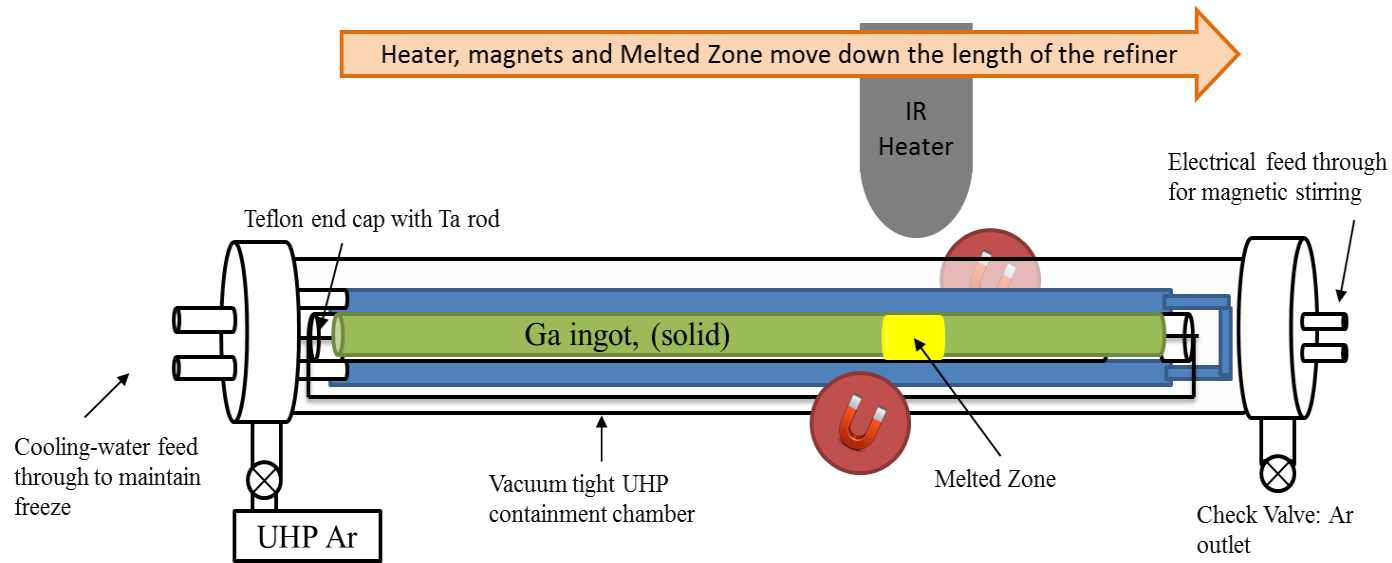 Heater, magnets and Melted Zone move down the length of the refiner
IR
Heater
Electrical feed through
for magnetic stirring
Teflon end cap with Ta rod
Ga ingot, (solid)
Cooling-water feed
through to maintain
freeze
Vacuum tight UHP
containment chamber
Melted Zone
UHP Ar
Check Valve: Ar
outlet